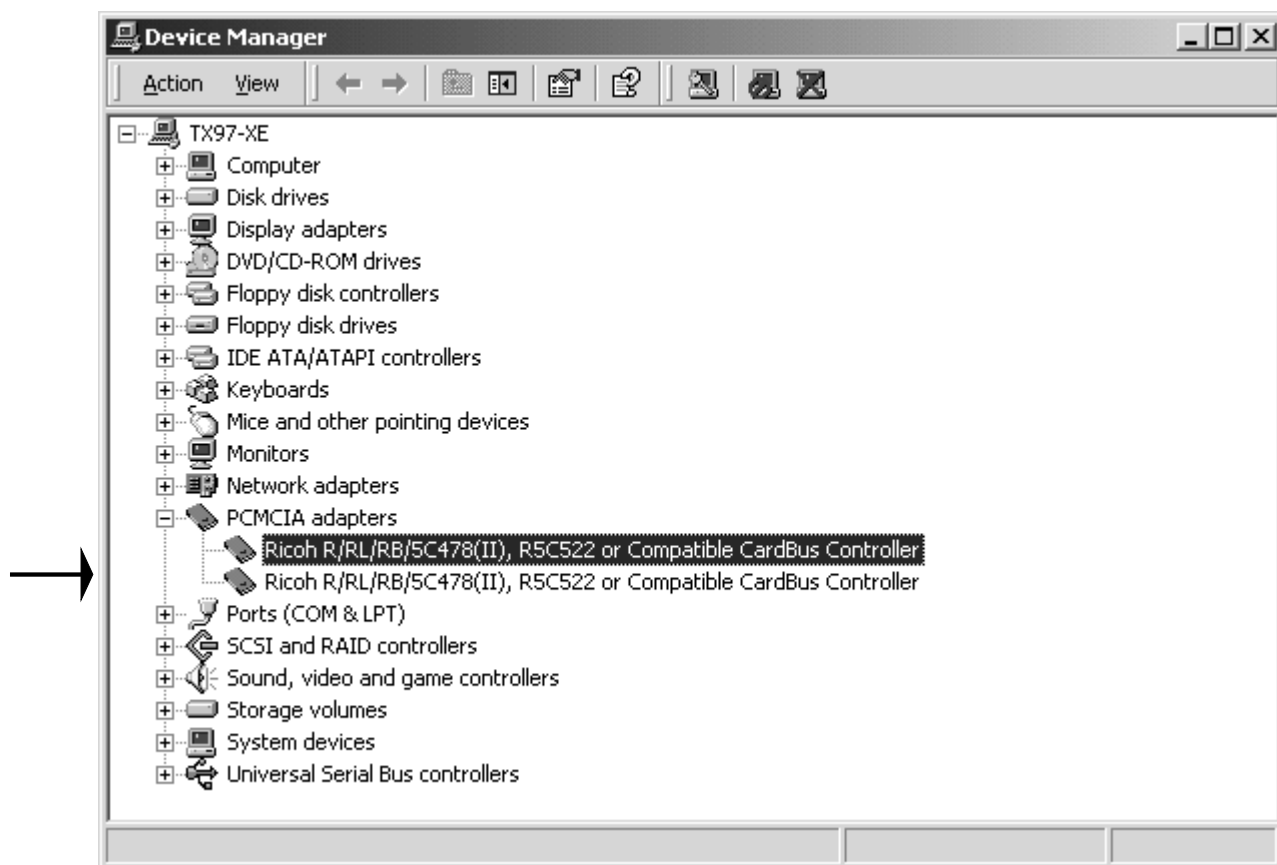 Device Manager
Action View
TX97-XE
Computer
Disk drives
Display adapters
DVD/CD-ROM drives
Floppy disk controllers
Floppy disk drives
IDE ATA/ATAPI controllers
Keyboards
Mice and other pointing devices
Monitors
Network adapters
PCMCIA adapters
Ricoh R/RL/RB/5C478(II), R5C522 or Compatible CardBus Controller
Ricoh R/RL/RB/5C478(II), R5C522 or Compatible CardBus Controller
Ports (COM & LPT)
SCSI and RAID controllers
Sound, video and game controllers
Storage volumes
System devices
Universal Serial Bus controllers